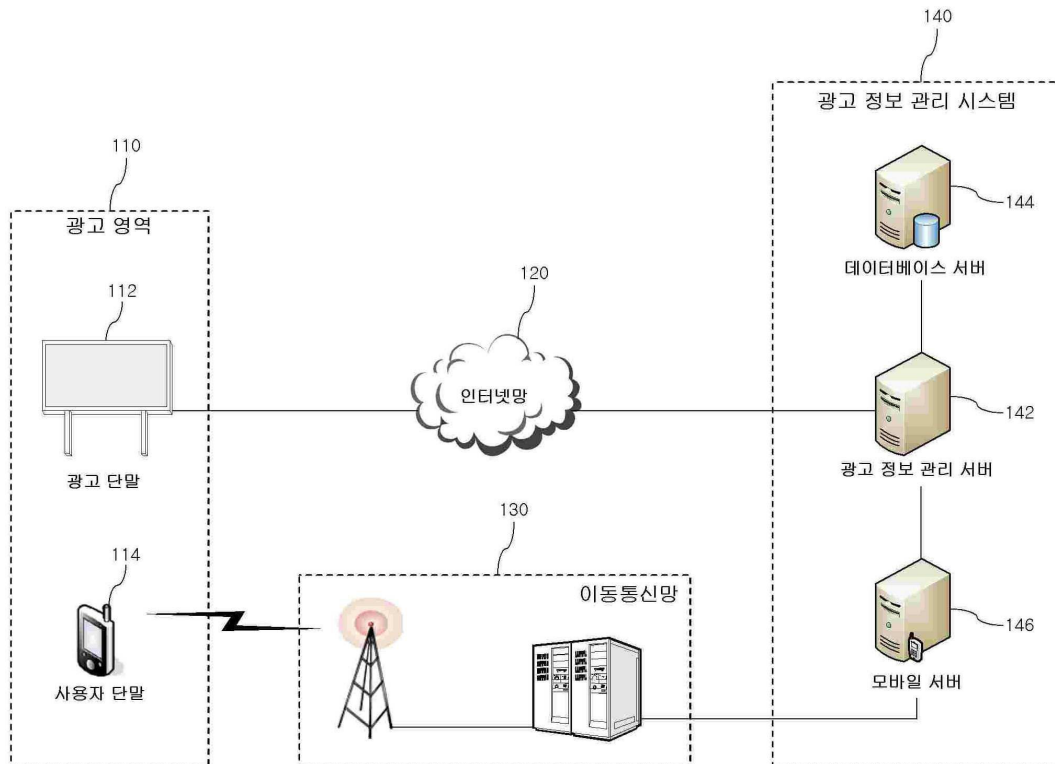 140
광고 정보 관리 시스템
110
144
광고 영역
데이터베이스 서버
112
120
인터넷망
142
광고 단말
광고 정보 관리 서버
130
114
이동통신망
146
사용자 단말
모바일 서버